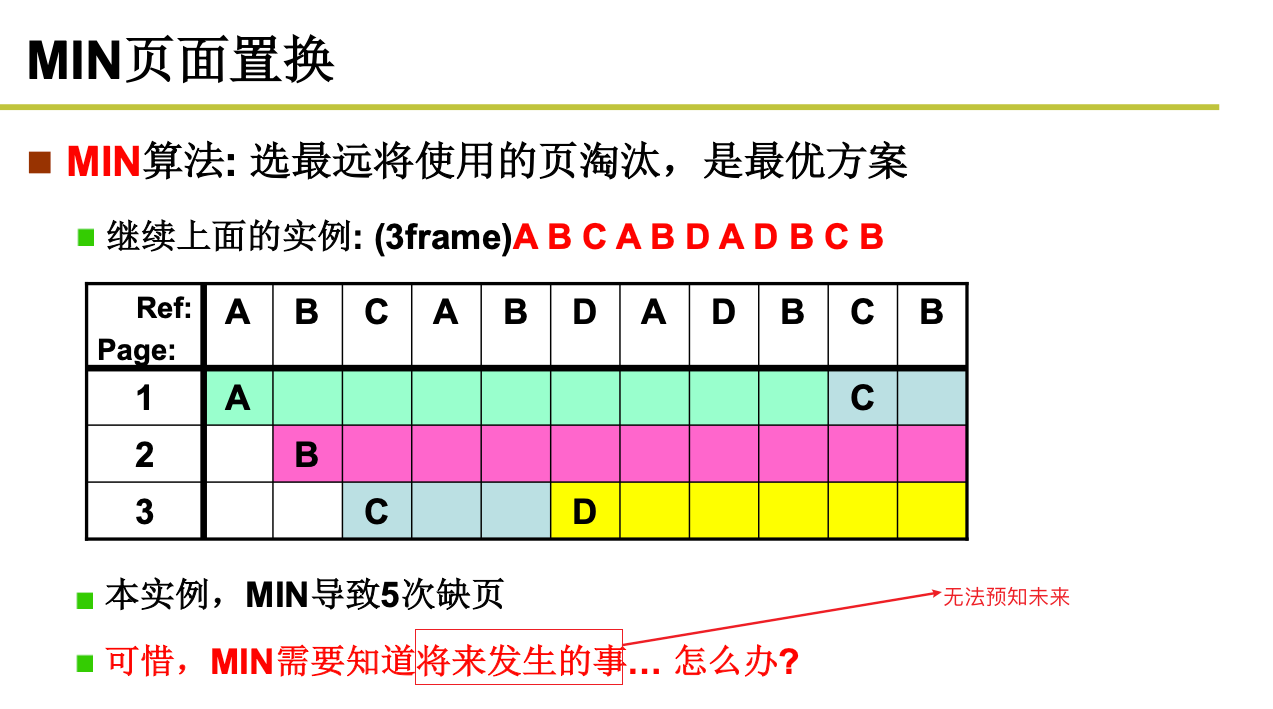 MIN页面置换
MIN算法: 选最远将使用的页淘汰，是最优方案
继续上面的实例: (3frame)A B C A B D A D B C B
Ref: A B C A B D A D B C B
Page:
1 A C
2 B
3 C D
本实例，MIN导致5次缺页
无法预知未来
可惜，MIN需要知道将来发生的事… 怎么办?